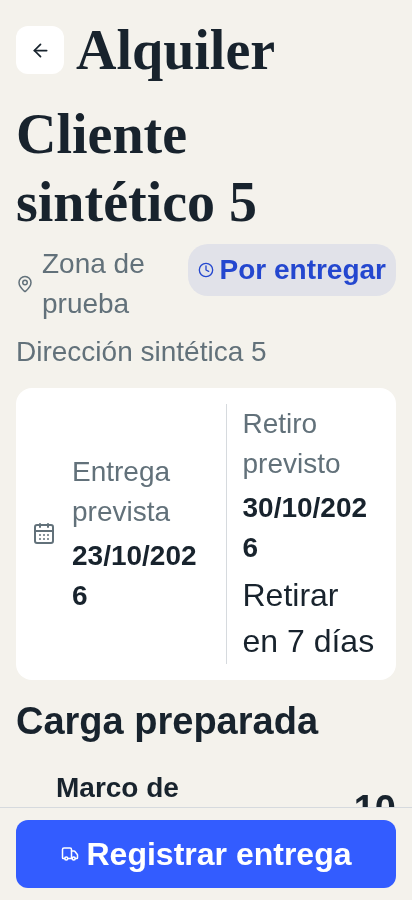 Alquiler
Cliente
sintético 5
Zona de
prueba
Por entregar
Dirección sintética 5
Entrega
prevista
23/10/202
6
Retiro
previsto
30/10/202
6
Retirar
en 7 días
Carga preparada
Marco de
10
Registrar entrega